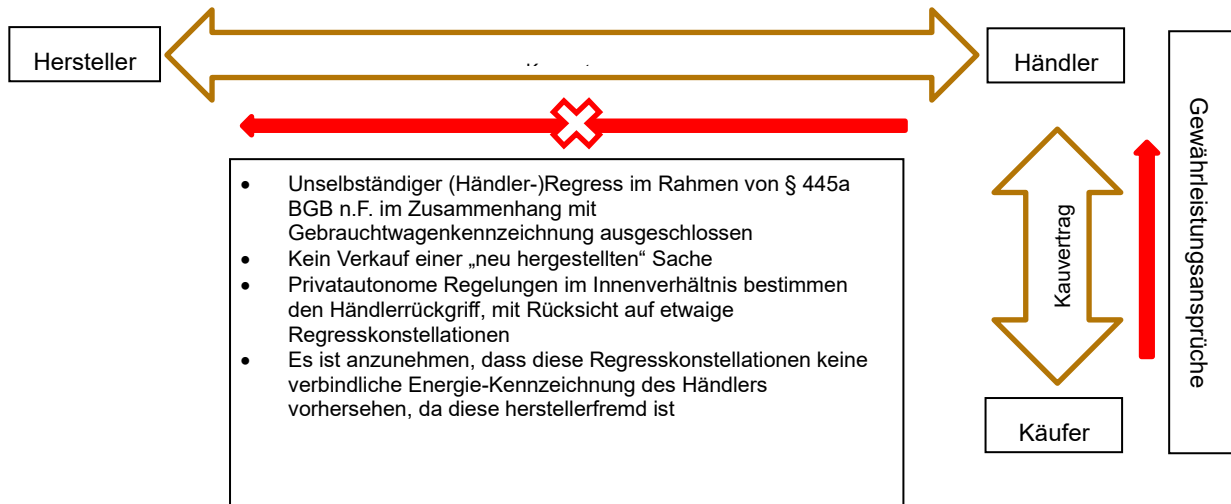 Hersteller
Händler
Gewährleistungsansprüche
• Unselbständiger (Händler-)Regress im Rahmen von § 445a
BGB n.F. im Zusammenhang mit
Gebrauchtwagenkennzeichnung ausgeschlossen
• Kein Verkauf einer „neu hergestellten“ Sache
• Privatautonome Regelungen im Innenverhältnis bestimmen
den Händlerrückgriff, mit Rücksicht auf etwaige
Regresskonstellationen
• Es ist anzunehmen, dass diese Regresskonstellationen keine
verbindliche Energie-Kennzeichnung des Händlers
vorhersehen, da diese herstellerfremd ist
Kaufvertrag
Käufer